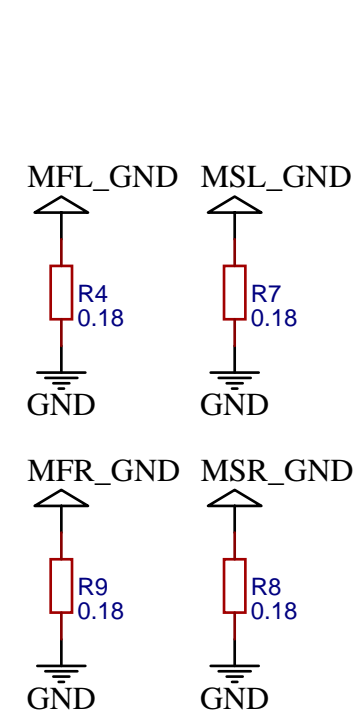 MFL_GND MSL_GND
R4 R7
0.18 0.18
GND GND
MFR_GND MSR_GND
R9 R8
0.18 0.18
GND GND